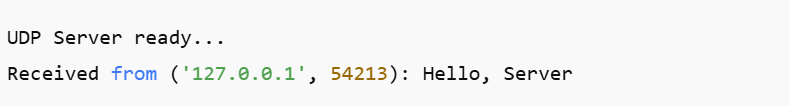 UDP Server ready...
Received from ('127.0.0.1', 54213): Hello, Server